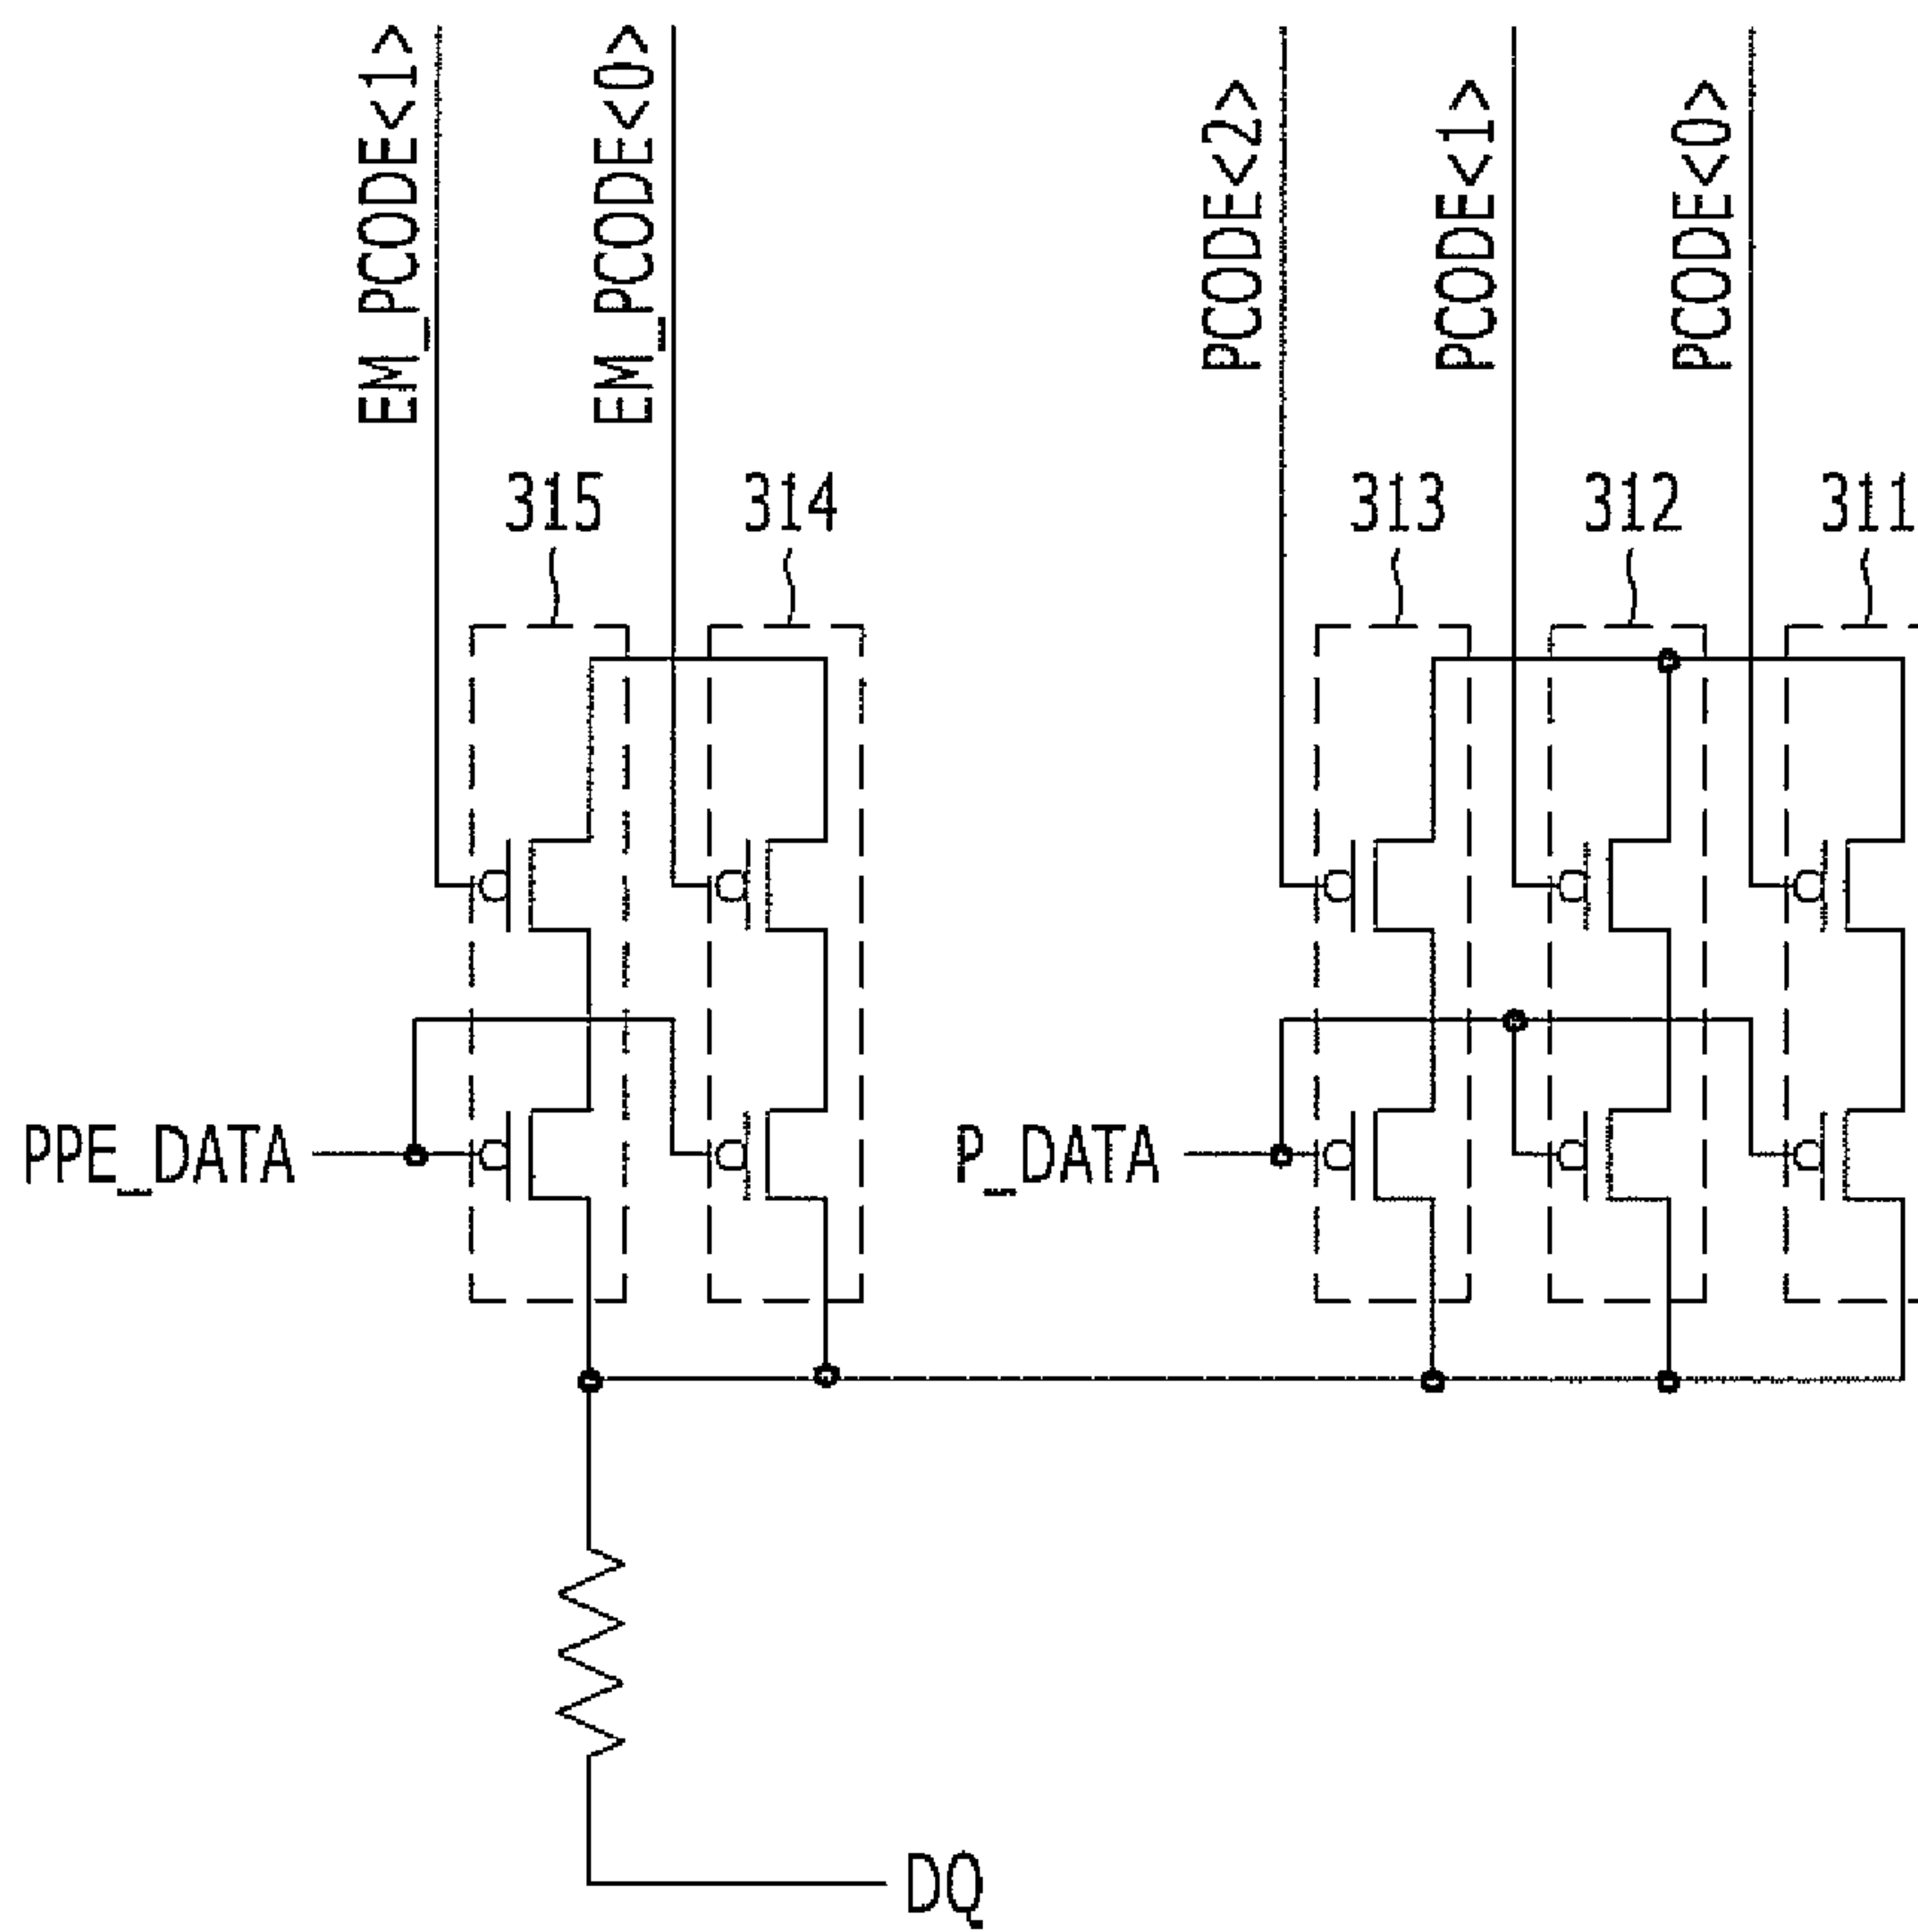 EM_PCODE<1>
EM_PCODE<0>
PCODE<2>
PCODE<1>
PCODE<0>
315
314
313
312
311
PPE_DATA
P_DATA
DQ